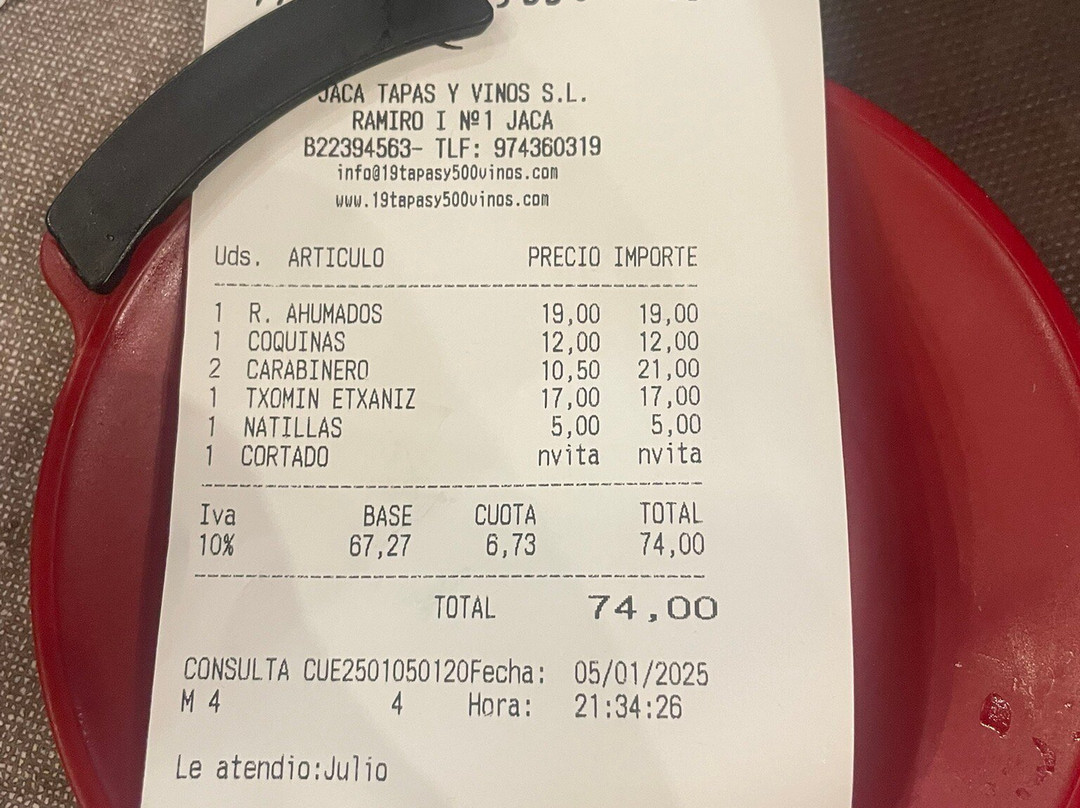 JACA TAPAS Y VINOS S.L.
RAMIRO I Nº1 JACA
B22394563- TLF: 974360319
info@19tapasy500vinos.com
www.19tapasy500vinos.com
Uds. ARTICULO PRECIO IMPORTE
1 R. AHUMADOS 19,00 19,00
1 COQUINAS 12,00 12,00
2 CARABINERO 10,50 21,00
1 TXOMIN ETXANIZ 17,00 17,00
1 NATILLAS 5,00 5,00
1 CORTADO nvita nvita
Iva BASE CUOTA TOTAL
10% 67,27 6,73 74,00
TOTAL 74,00
CONSULTA CUE2501050120Fecha: 05/01/2025
M 4 4 Hora: 21:34:26
Le atendio:Julio